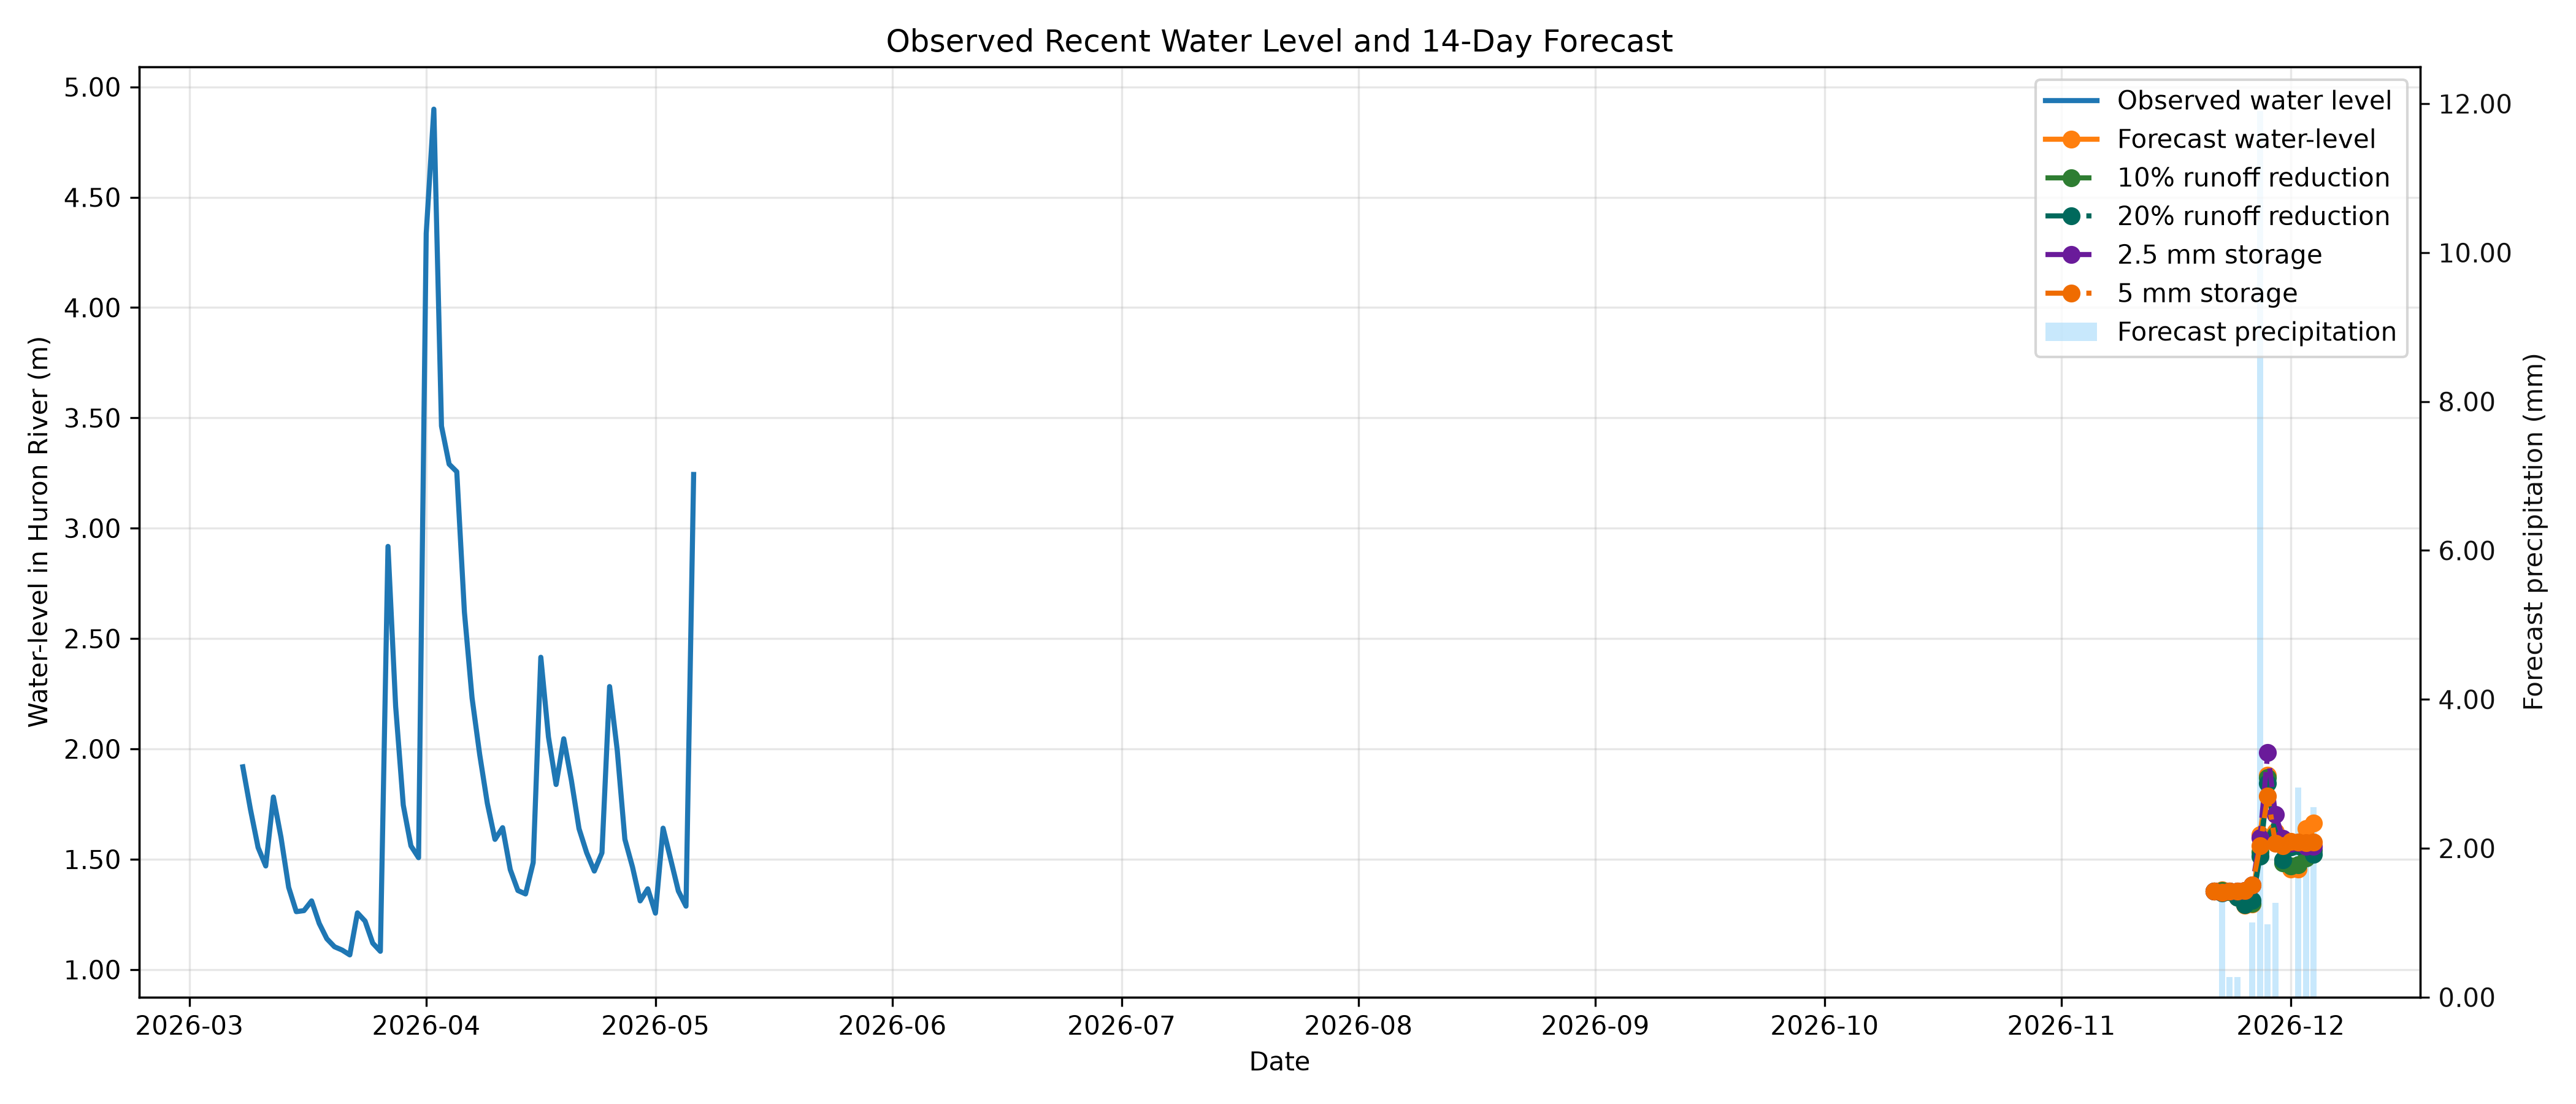 Observed Recent Water Level and 14-Day Forecast
Water-level in Huron River (m)
5.00
4.50
4.00
3.50
3.00
2.50
2.00
1.50
1.00
Observed water level
Forecast water-level
10% runoff reduction
20% runoff reduction
2.5 mm storage
5 mm storage
Forecast precipitation
12.00
10.00
8.00
6.00
4.00
2.00
0.00
Forecast precipitation (mm)
2026-03
2026-04
2026-05
2026-06
2026-07
2026-08
2026-09
2026-10
2026-11
2026-12
Date